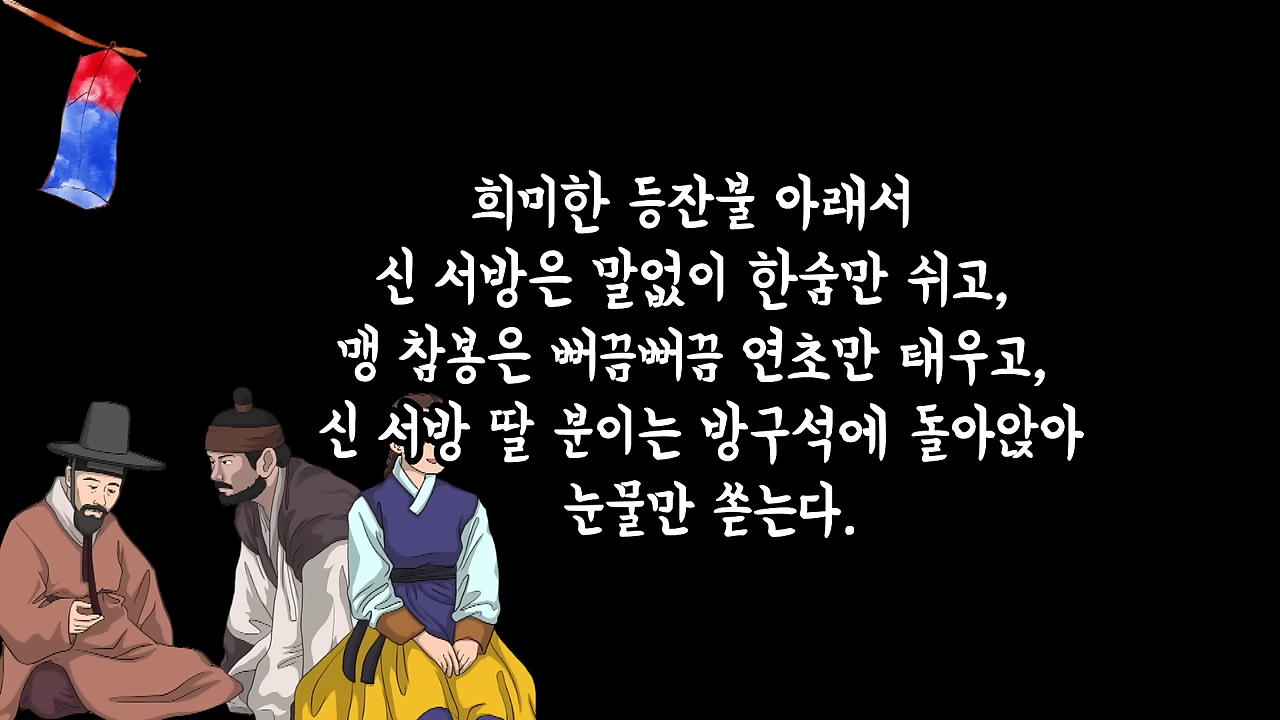 희미한 등잔불 아래서
신 서방은 말없이 한숨만 쉬고,
맹 참봉은 뻐끔뻐끔 연초만 태우고,
신 서방 딸 분이는 방구석에 돌아앉아
눈물만 쏟는다.